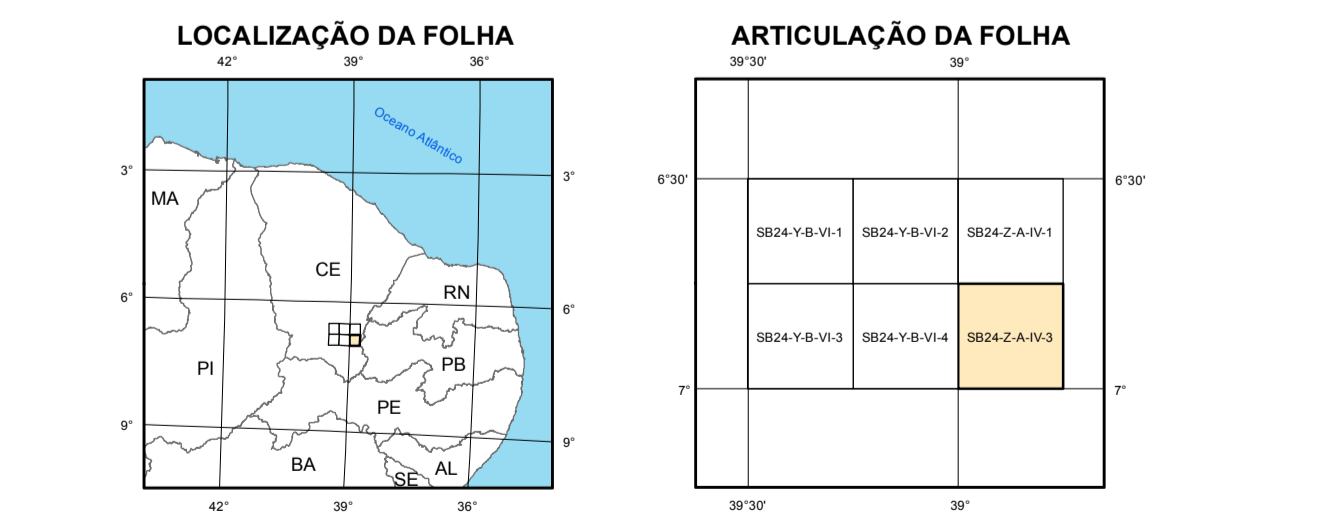 LOCALIZAÇÃO DA FOLHA
42° 39° 36°
Oceano Atlântico
3° 3°
MA
CE
RN
6° 6°
PI
PB
PE
9° 9°
BA
AL
SE
42° 39° 36°
ARTICULAÇÃO DA FOLHA
39°30' 39°
6°30' 6°30'
SB24-Y-B-VI-1 SB24-Y-B-VI-2 SB24-Z-A-IV-1
SB24-Y-B-VI-3 SB24-Y-B-VI-4 SB24-Z-A-IV-3
7° 7°
39°30' 39°